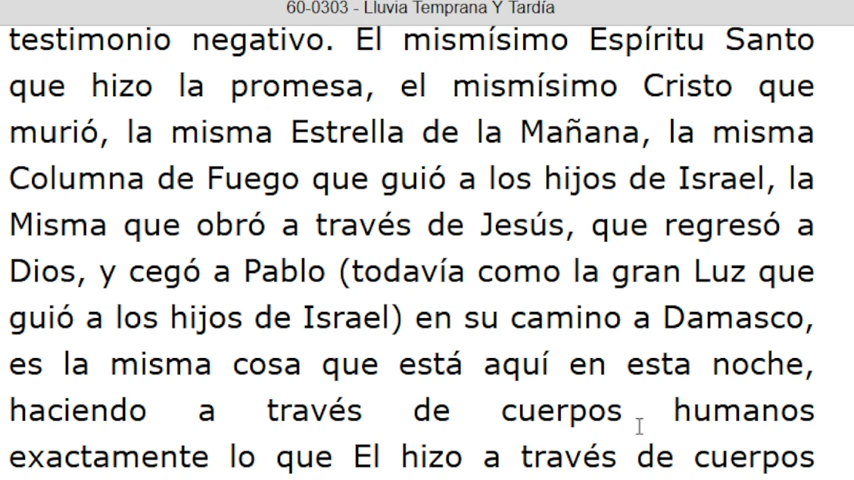 60-0303 - Lluvia Temprana Y Tardía
testimonio negativo. El mismísimo Espíritu Santo
que hizo la promesa, el mismísimo Cristo que
murió, la misma Estrella de la Mañana, la misma
Columna de Fuego que guió a los hijos de Israel, la
Misma que obró a través de Jesús, que regresó a
Dios, y cegó a Pablo (todavía como la gran Luz que
guió a los hijos de Israel) en su camino a Damasco,
es la misma cosa que está aquí en esta noche,
haciendo a través de cuerpos humanos
exactamente lo que El hizo a través de cuerpos